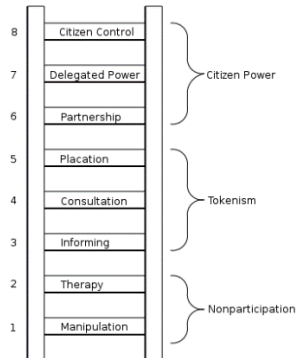 8 Citizen Control
7 Delegated Power
Citizen Power
6 Partnership
5 Placation
4 Consultation
Tokenism
3 Informing
2 Therapy
Nonparticipation
1 Manipulation